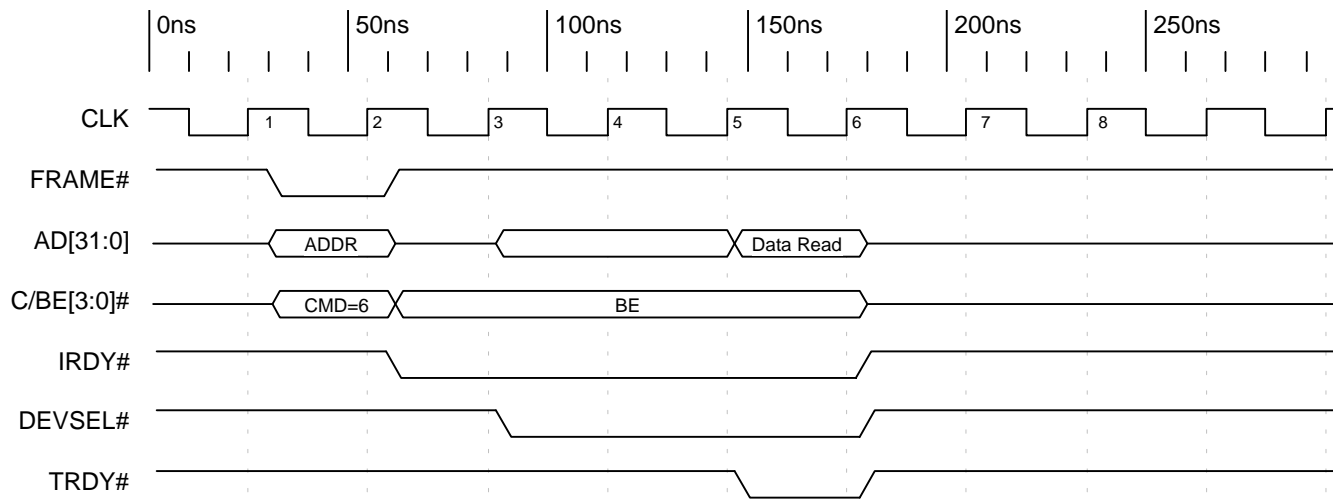 0ns 50ns 100ns 150ns 200ns 250ns
CLK 1 2 3 4 5 6 7 8
FRAME#
AD[31:0] ADDR Data Read
C/BE[3:0]# CMD=6 BE
IRDY#
DEVSEL#
TRDY#